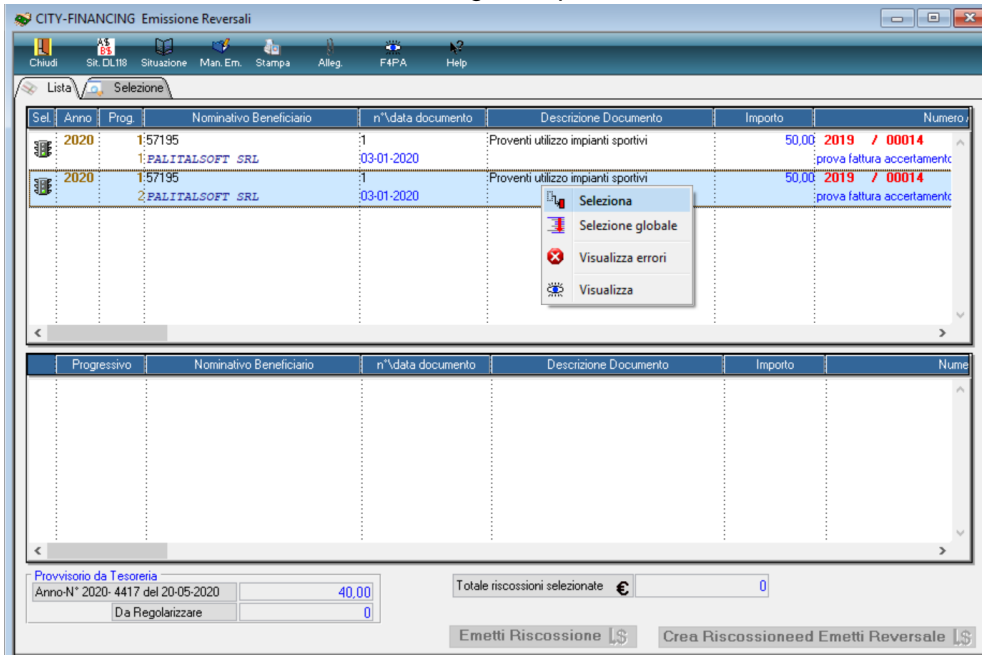 CITY-FINANCING Emissione Reversali
Chiudi Sit. DL118 Situazione Man. Em. Stampa Alleg. F4PA Help
Lista Selezione
Sel. Anno Prog. Nominativo Beneficiario n°\data documento Descrizione Documento Importo Numero
2020 1 57195 1 Proventi utilizzo impianti sportivi 50,00 2019 / 00014
1 PALITALSOFT SRL 03-01-2020 prova fattura accertamento
2020 1 57195 1 Proventi utilizzo impianti sportivi 50,00 2019 / 00014
2 PALITALSOFT SRL 03-01-2020 prova fattura accertamento
Seleziona
Selezione globale
Visualizza errori
Visualizza
Progressivo Nominativo Beneficiario n°\data documento Descrizione Documento Importo Nume
Provvisorio da Tesoreria
Anno-N° 2020- 4417 del 20-05-2020 40,00
Da Regolarizzare 0
Totale riscossioni selezionate € 0
Emetti Riscossione Crea Riscossioneed Emetti Reversale